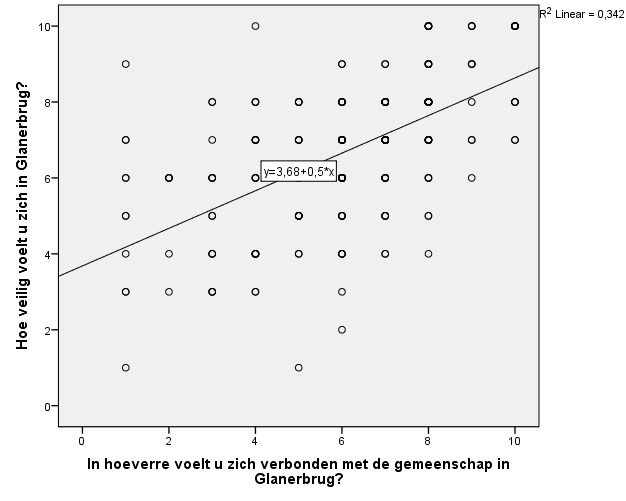 R2 Linear = 0,342
10
8
6
4
2
0
Hoe veilig voelt u zich in Glanerbrug?
y=3,68+0,5*x
0 2 4 6 8 10
In hoeverre voelt u zich verbonden met de gemeenschap in
Glanerbrug?